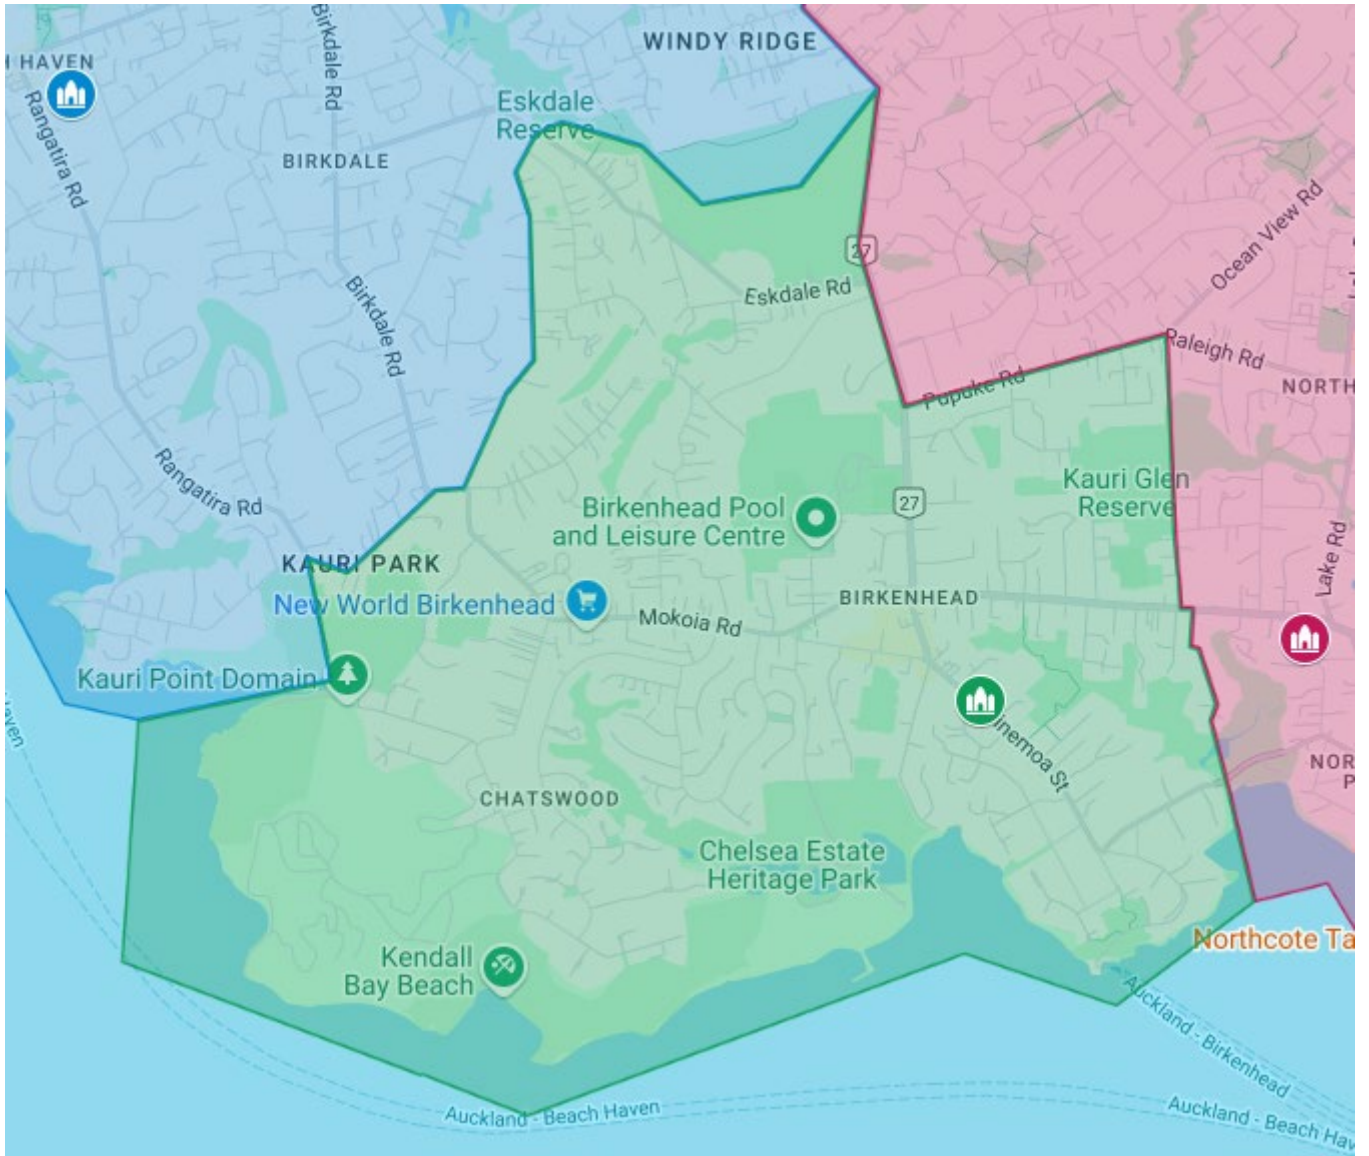 WINDY RIDGE
H HAVEN
Birkdale Rd
Rangatira Rd
Eskdale
Reserve
BIRKDALE
Ocean View Rd
27
Eskdale Rd
Birkdale Rd
Raleigh Rd
Pupuke Rd
NORTH
Rangatira Rd
Kauri Glen
Reserve
27
Birkenhead Pool
and Leisure Centre
KAURI PARK
Lake Rd
New World Birkenhead
BIRKENHEAD
Mokoia Rd
Kauri Point Domain
Haven
inemoa St
NOR
P
CHATSWOOD
Chelsea Estate
Heritage Park
Northcote Ta
Kendall
Bay Beach
Auckland - Birkenhead
Auckland - Beach Haven
Auckland - Beach Hav